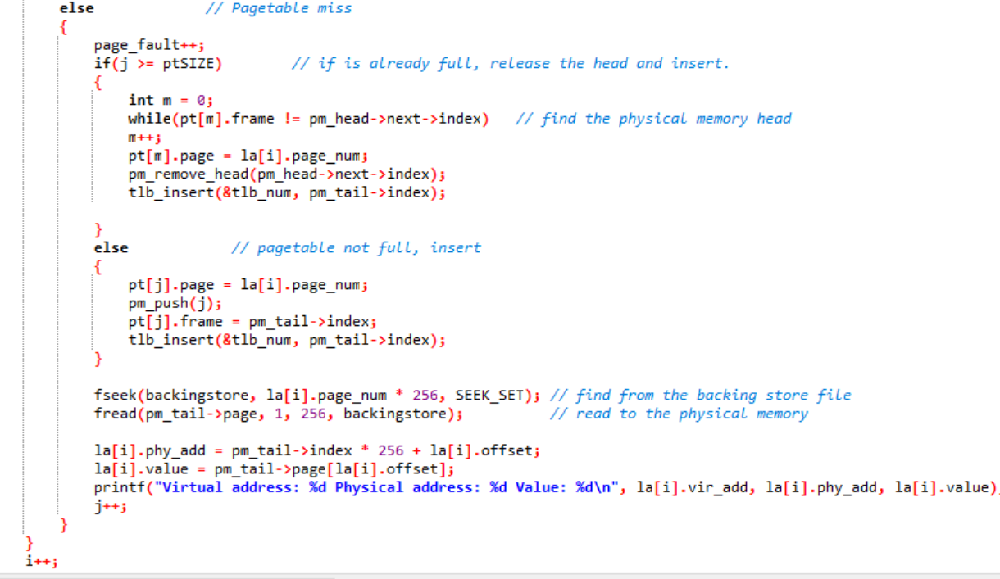 else // Pagetable miss
{
page_fault++;
if(j >= ptSIZE) // if is already full, release the head and insert.
{
int m = 0;
while(pt[m].frame != pm_head->next->index) // find the physical memory head
m++;
pt[m].page = la[i].page_num;
pm_remove_head(pm_head->next->index);
tlb_insert(&tlb_num, pm_tail->index);
}
else // pagetable not full, insert
{
pt[j].page = la[i].page_num;
pm_push(j);
pt[j].frame = pm_tail->index;
tlb_insert(&tlb_num, pm_tail->index);
}
fseek(backingstore, la[i].page_num * 256, SEEK_SET); // find from the backing store file
fread(pm_tail->page, 1, 256, backingstore); // read to the physical memory
la[i].phy_add = pm_tail->index * 256 + la[i].offset;
la[i].value = pm_tail->page[la[i].offset];
printf("Virtual address: %d Physical address: %d Value: %d\n", la[i].vir_add, la[i].phy_add, la[i].value)
j++;
}
}
i++;